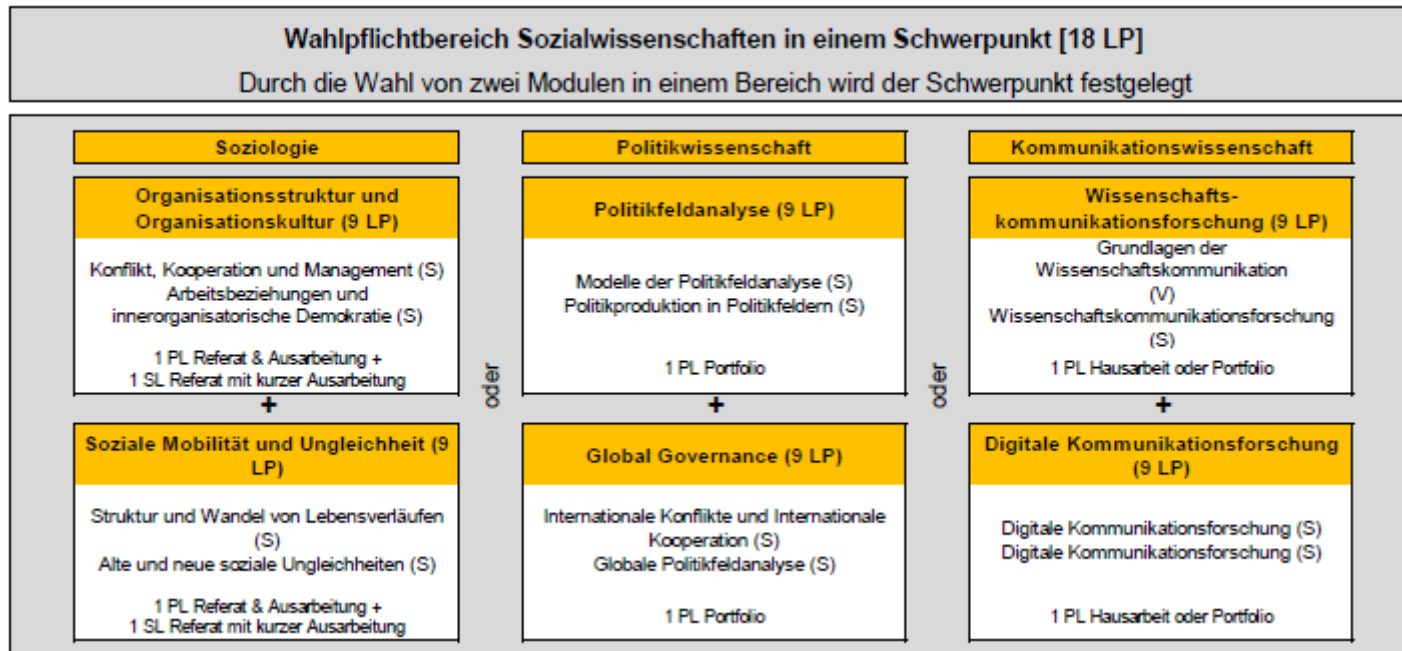 Wahlpflichtbereich Sozialwissenschaften in einem Schwerpunkt [18 LP]
Durch die Wahl von zwei Modulen in einem Bereich wird der Schwerpunkt festgelegt
Soziologie
Organisationsstruktur und
Organisationskultur (9 LP)
Konflikt, Kooperation und Management (S)
Arbeitsbeziehungen und
innerorganisatorische Demokratie (S)
1 PL Referat & Ausarbeitung +
1 SL Referat mit kurzer Ausarbeitung
+
Soziale Mobilität und Ungleichheit (9
LP)
Struktur und Wandel von Lebensverläufen
(S)
Alte und neue soziale Ungleichheiten (S)
1 PL Referat & Ausarbeitung +
1 SL Referat mit kurzer Ausarbeitung
oder
Politikwissenschaft
Politikfeldanalyse (9 LP)
Modelle der Politikfeldanalyse (S)
Politikproduktion in Politikfeldern (S)
1 PL Portfolio
+
Global Governance (9 LP)
Internationale Konflikte und Internationale
Kooperation (S)
Globale Politikfeldanalyse (S)
1 PL Portfolio
oder
Kommunikationswissenschaft
Wissenschafts-
kommunikationsforschung (9 LP)
Grundlagen der
Wissenschaftskommunikation
(V)
Wissenschaftskommunikationsforschung
(S)
1 PL Hausarbeit oder Portfolio
+
Digitale Kommunikationsforschung
(9 LP)
Digitale Kommunikationsforschung (S)
Digitale Kommunikationsforschung (S)
1 PL Hausarbeit oder Portfolio